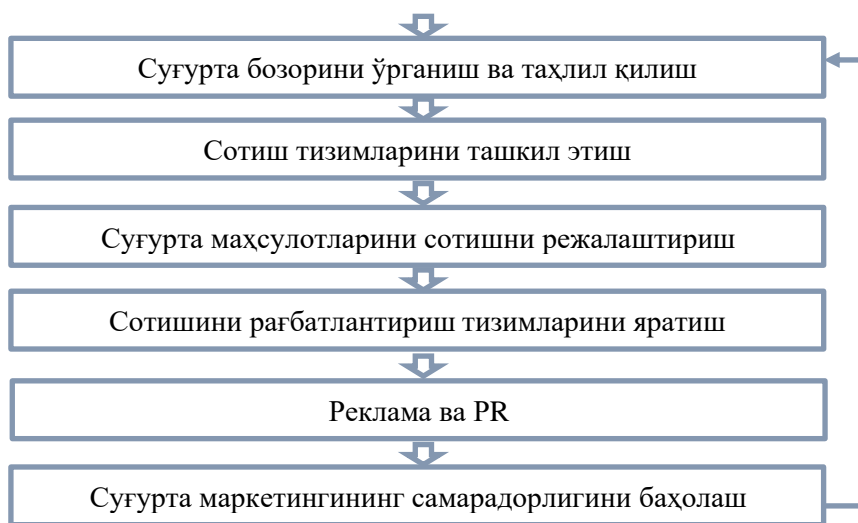 Суғурта бозорини ўрганиш ва таҳлил қилиш
Сотиш тизимларини ташкил этиш
Суғурта маҳсулотларини сотишни режалаштириш
Сотишини рағбатлантириш тизимларини яратиш
Реклама ва PR
Суғурта маркетингининг самарадорлигини баҳолаш